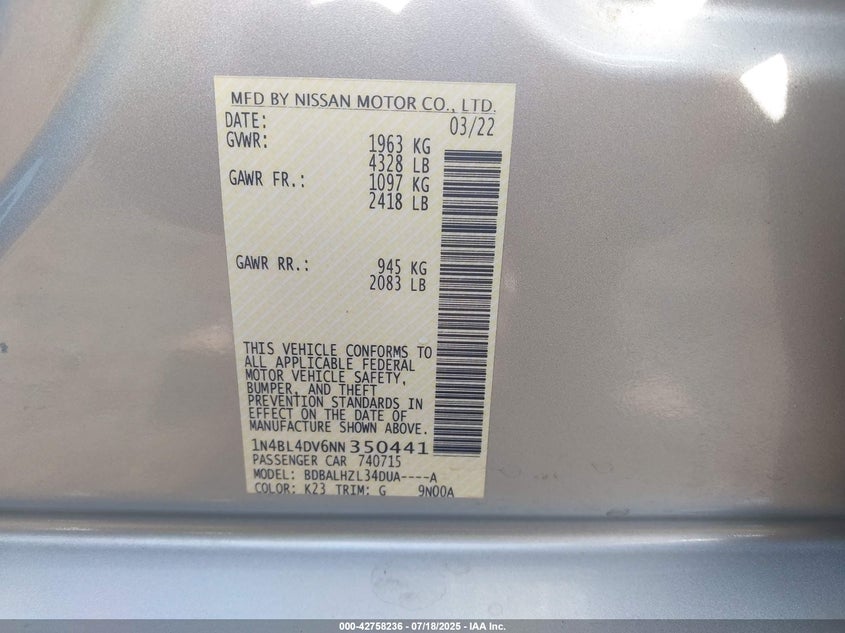 MFD BY NISSAN MOTOR CO., LTD.
DATE: 03/22
GVWR: 1963 KG
4328 LB
GAWR FR.: 1097 KG
2418 LB
GAWR RR.: 945 KG
2083 LB
THIS VEHICLE CONFORMS TO
ALL APPLICABLE FEDERAL
MOTOR VEHICLE SAFETY,
BUMPER, AND THEFT
PREVENTION STANDARDS IN
EFFECT ON THE DATE OF
MANUFACTURE SHOWN ABOVE.
1N4BL4DV6NN350441
PASSENGER CAR 740715
MODEL: BDBALHZL34DUA----A
COLOR: K23 TRIM: G 9N00A
000-42758236 - 07/18/2025 - IAA Inc.